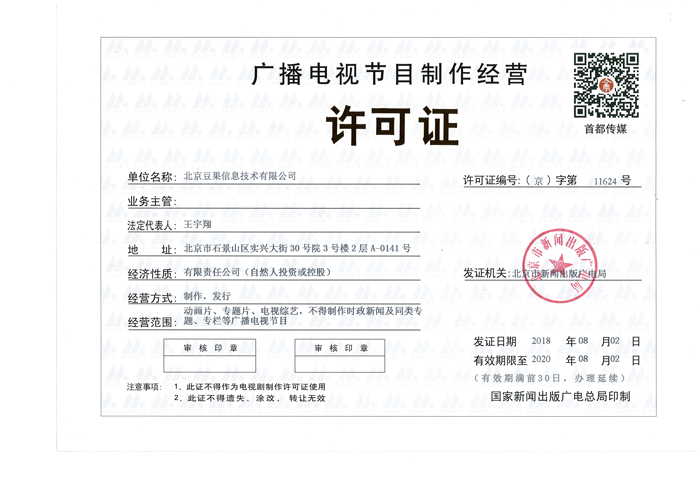 广播电视节目制作经营
许可证
首都传媒
单位名称： 北京豆果信息技术有限公司
许可证编号：（ 京 ）字第 11624 号
业务主管：
法定代表人： 王宇翔
地 址： 北京市石景山区实兴大街30号院3号楼2层A-0141号
经济性质： 有限责任公司（自然人投资或控股）
发证机关： 北京市新闻出版广电局
北京市新闻出版广电局
经营方式： 制作，发行
经营范围： 动画片、专题片、电视综艺，不得制作时政新闻及同类专
题、专栏等广播电视节目
审 核 印 章
审 核 印 章
发证日期 2018 年 08 月 02 日
有效期限至 2020 年 08 月 02 日
（有效期满前30日，办理延续）
注意事项： 1、此证不得作为电视剧制作许可证使用
2、此证不得遗失、涂改，转让无效
国家新闻出版广电总局印制